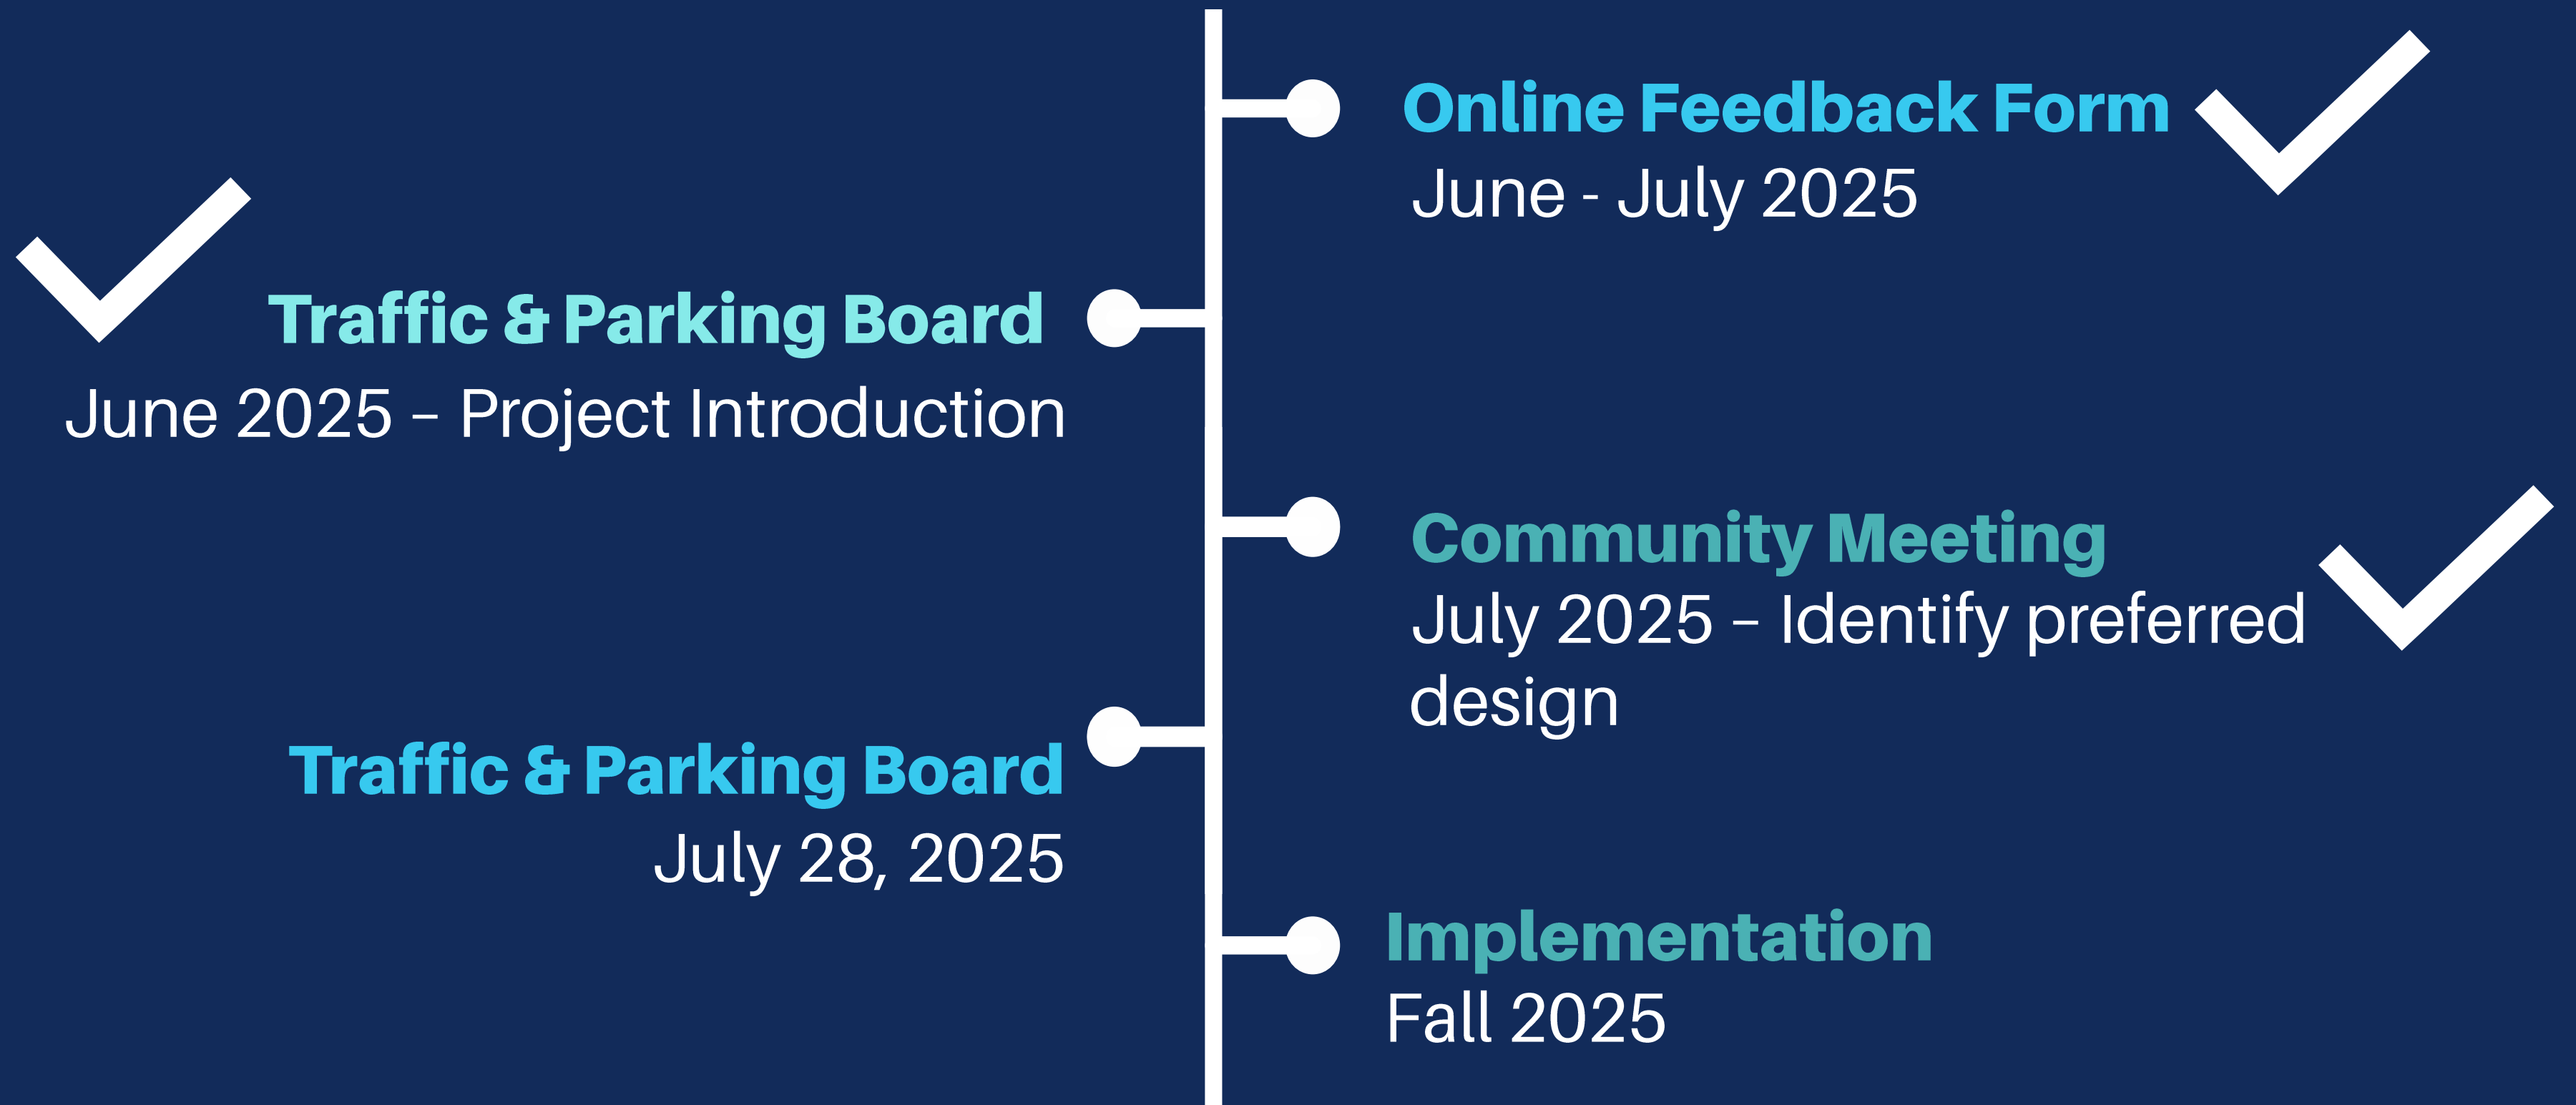 Online Feedback Form
June - July 2025
Traffic & Parking Board
June 2025 – Project Introduction
Community Meeting
July 2025 – Identify preferred
design
Traffic & Parking Board
July 28, 2025
Implementation
Fall 2025